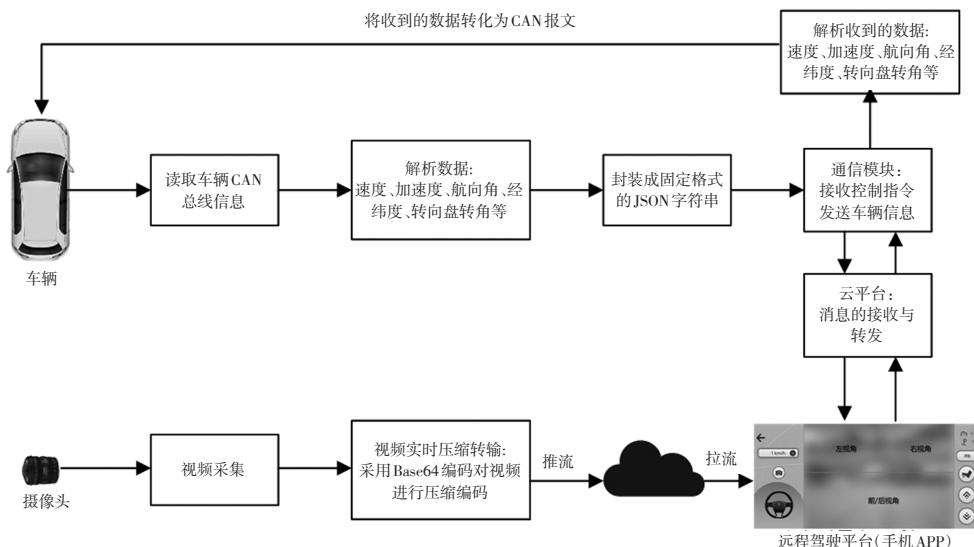 将收到的数据转化为CAN报文
解析收到的数据：
速度、加速度、航向角、经
纬度、转向盘转角等
读取车辆CAN
总线信息
解析数据：
速度、加速度、航向角、经
纬度、转向盘转角等
封装成固定格式
的JSON字符串
通信模块：
接收控制指令
发送车辆信息
车辆
云平台：
消息的接收与
转发
视频采集
视频实时压缩转输：
采用Base64编码对视频
进行压缩编码
推流
拉流
左视角
右视角
1 km/h
前/后视角
摄像头
远程驾驶平台(手机APP)